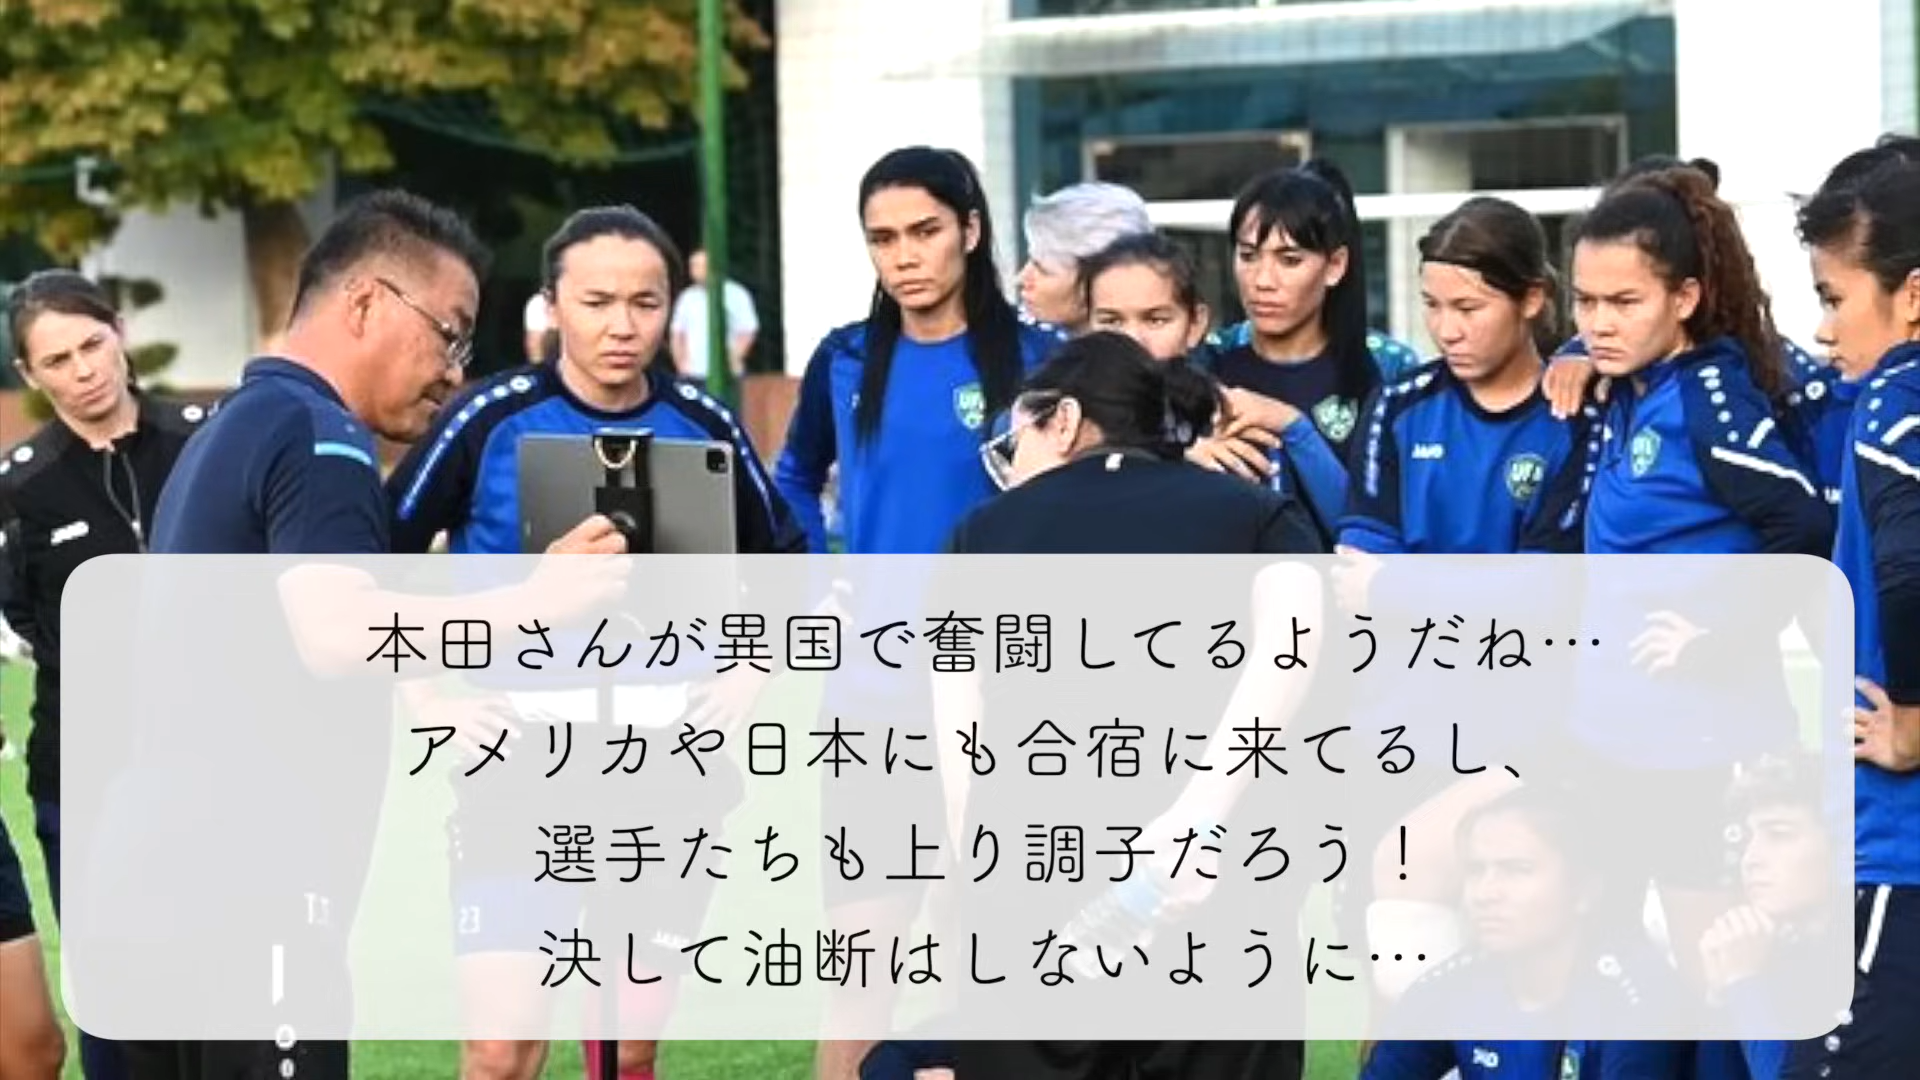 本田さんが異国で奮闘してるようだね…
アメリカや日本にも合宿に来てるし、
選手たちも上り調子だろう！
決して油断はしないように…
JAKO
JAKO
23